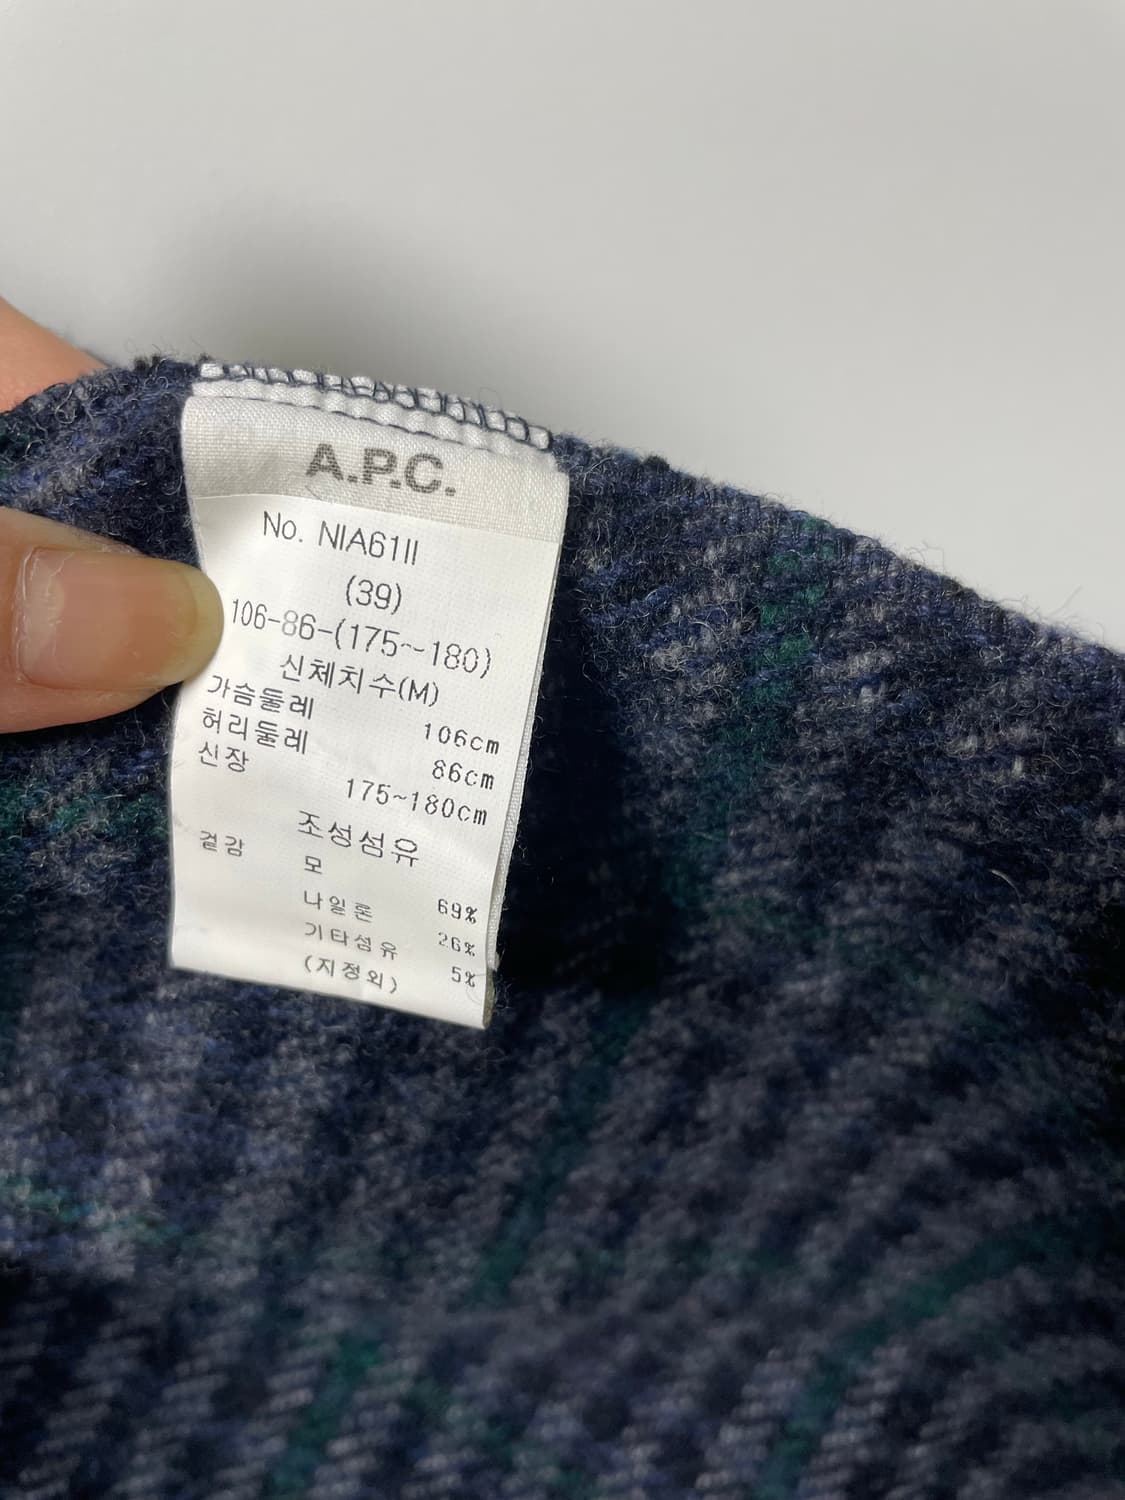 A.P.C.
No. NIA61II
(39)
106-86-(175~180)
신체치수(M)
가슴둘레 106cm
허리둘레 86cm
신장 175~180cm
조성섬유
겉감 모 69%
나일론 26%
기타섬유 5%
(지정외)